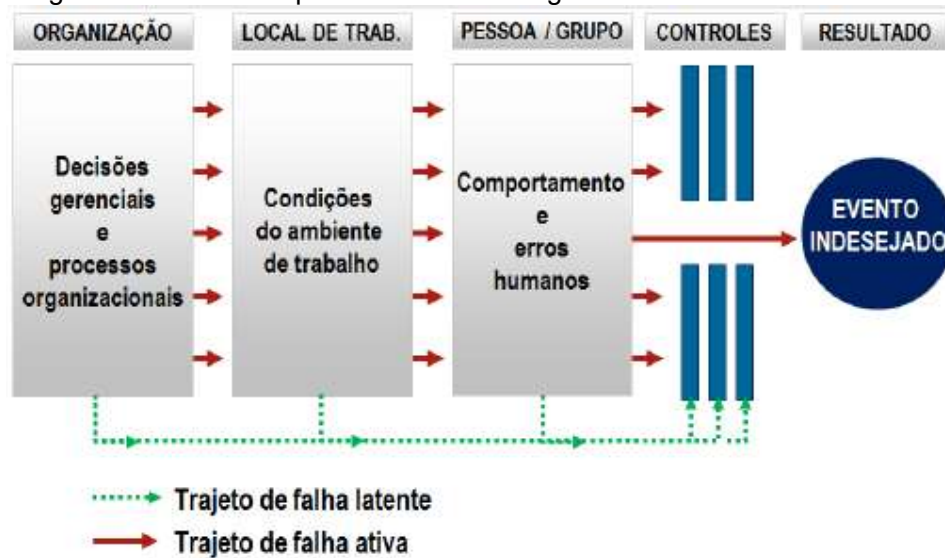 ORGANIZAÇÃO
LOCAL DE TRAB.
PESSOA / GRUPO
CONTROLES
RESULTADO
Decisões
gerenciais
e
processos
organizacionais
Condições
do ambiente
de trabalho
Comportamento
e
erros
humanos
EVENTO
INDESEJADO
Trajeto de falha latente
Trajeto de falha ativa